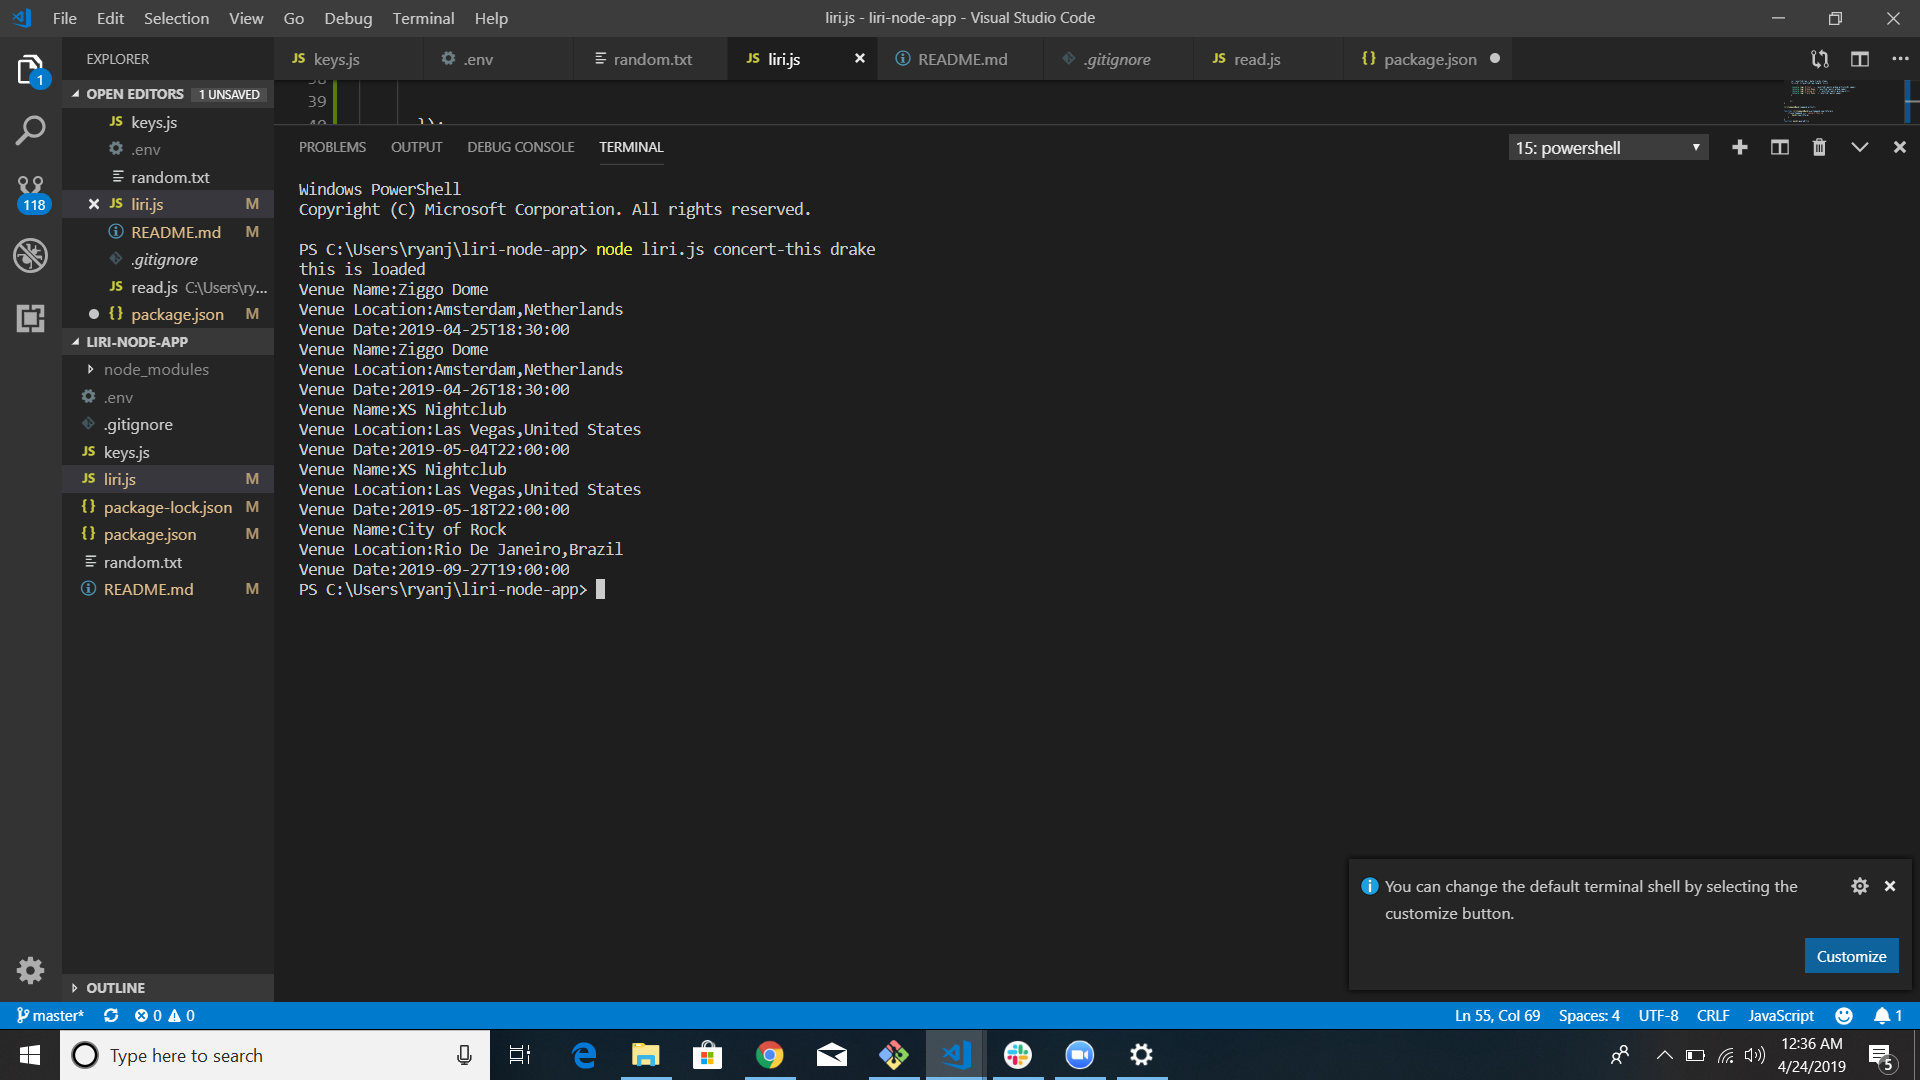 File Edit Selection View Go Debug Terminal Help
liri.js - liri-node-app - Visual Studio Code
EXPLORER
JS keys.js
.env
random.txt
JS liri.js
README.md
.gitignore
JS read.js
{} package.json
1
OPEN EDITORS 1 UNSAVED
JS keys.js
.env
random.txt
JS liri.js M
README.md M
.gitignore
JS read.js C:\Users\ry...
{} package.json M
118
LIRI-NODE-APP
node_modules
.env
.gitignore
JS keys.js
JS liri.js M
{} package-lock.json M
{} package.json M
random.txt
README.md M
OUTLINE
39
});
PROBLEMS OUTPUT DEBUG CONSOLE TERMINAL
15: powershell
Windows PowerShell
Copyright (C) Microsoft Corporation. All rights reserved.
PS C:\Users\ryanj\liri-node-app> node liri.js concert-this drake
this is loaded
Venue Name:Ziggo Dome
Venue Location:Amsterdam,Netherlands
Venue Date:2019-04-25T18:30:00
Venue Name:Ziggo Dome
Venue Location:Amsterdam,Netherlands
Venue Date:2019-04-26T18:30:00
Venue Name:XS Nightclub
Venue Location:Las Vegas,United States
Venue Date:2019-05-04T22:00:00
Venue Name:XS Nightclub
Venue Location:Las Vegas,United States
Venue Date:2019-05-18T22:00:00
Venue Name:City of Rock
Venue Location:Rio De Janeiro,Brazil
Venue Date:2019-09-27T19:00:00
PS C:\Users\ryanj\liri-node-app>
You can change the default terminal shell by selecting the
customize button.
Customize
master* 0 0
Ln 55, Col 69 Spaces: 4 UTF-8 CRLF JavaScript 1
Type here to search
12:36 AM
4/24/2019
5